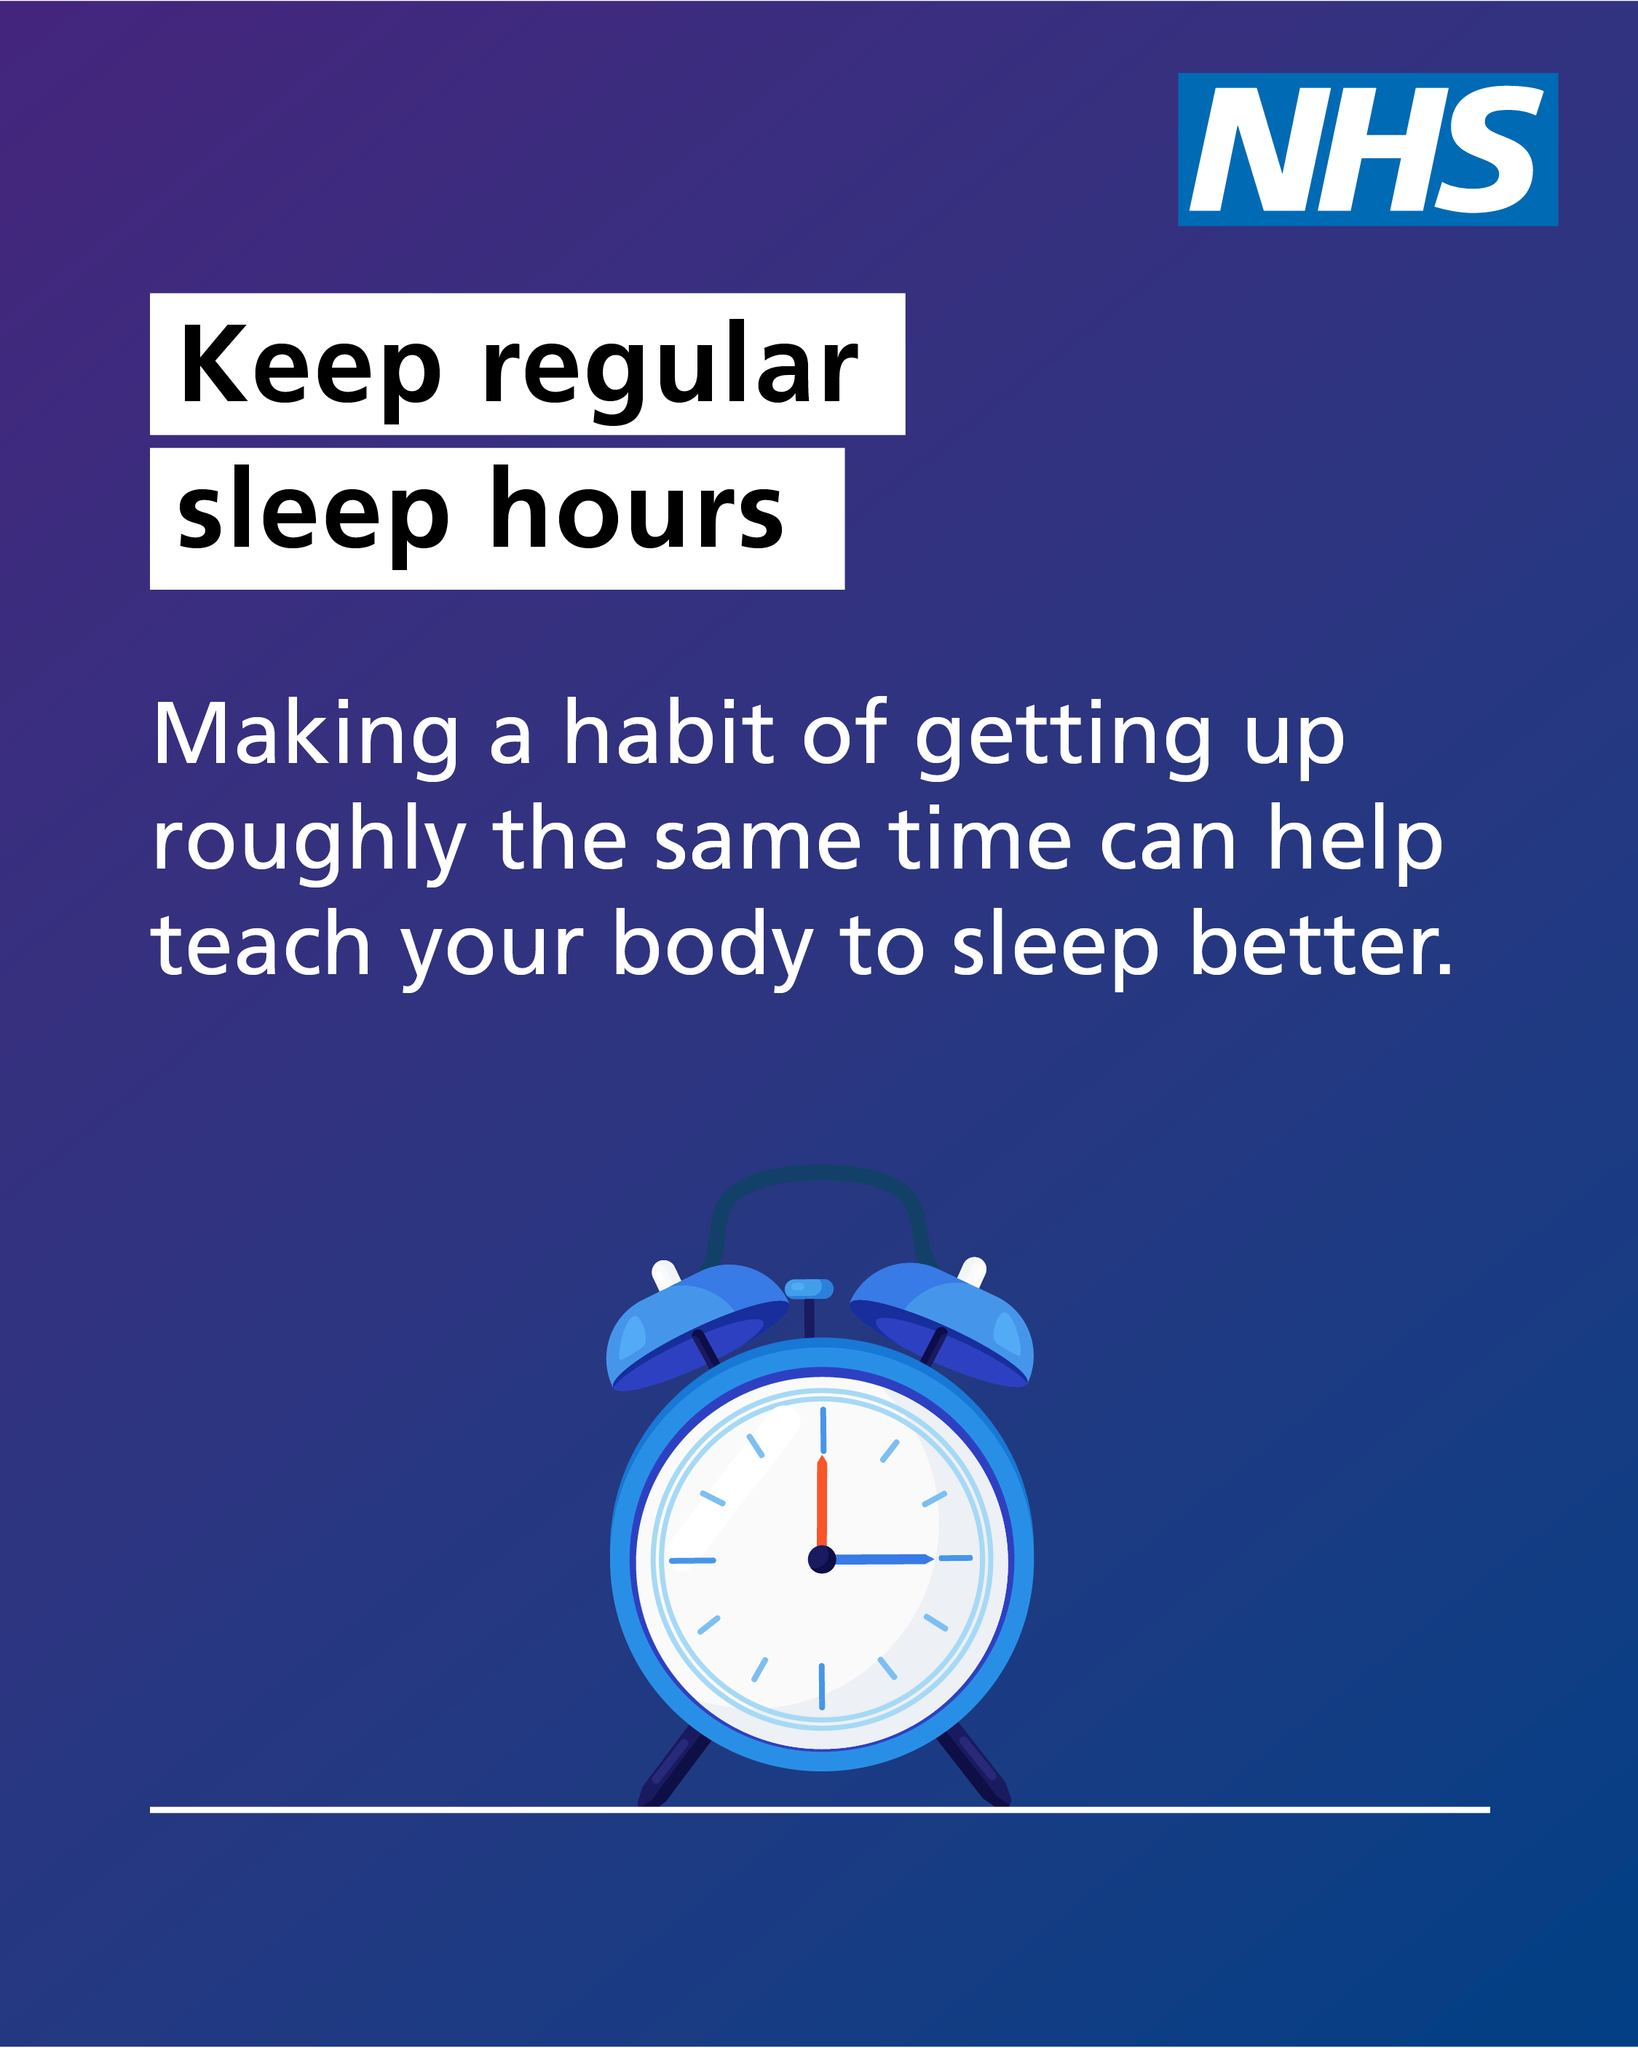 NHS
Keep regular
sleep hours
Making a habit of getting up
roughly the same time can help
teach your body to sleep better.